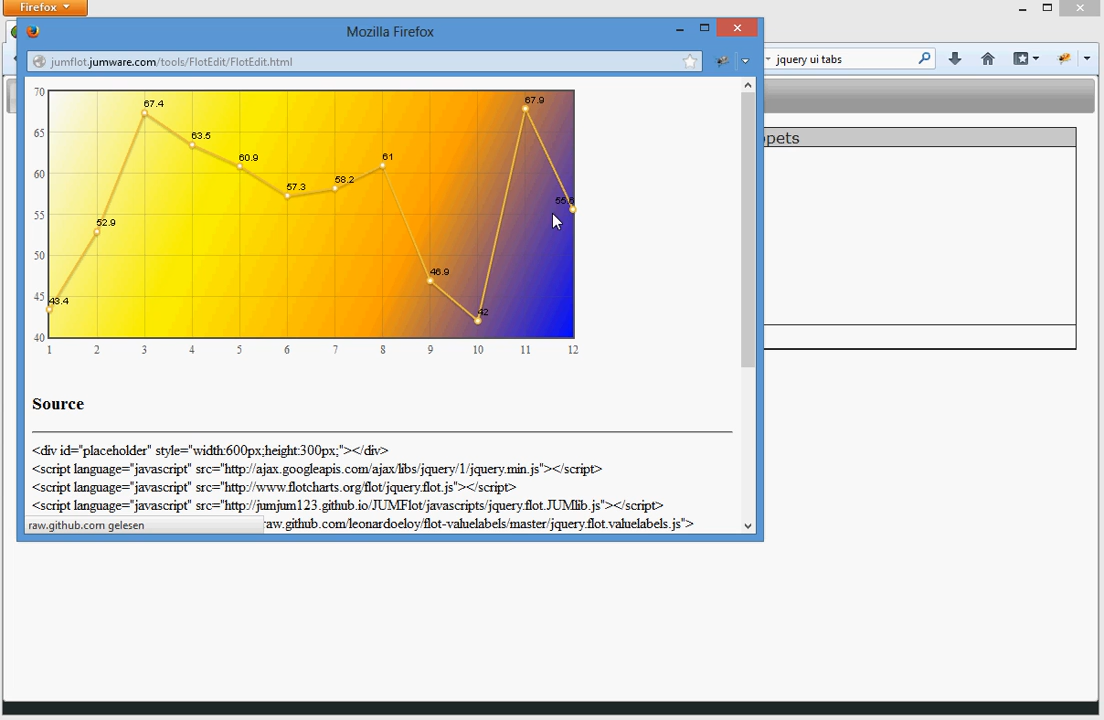 Firefox
Mozilla Firefox
jumflot.jumware.com/tools/FlotEdit/FlotEdit.html
jquery ui tabs
70
67.4
67.9
65
63.5
60.9
61
60
57.3
58.2
55
52.9
50
46.9
45
43.4
42
40
1 2 3 4 5 6 7 8 9 10 11 12
Source
<div id="placeholder" style="width:600px;height:300px;"></div>
<script language="javascript" src="http://ajax.googleapis.com/ajax/libs/jquery/1/jquery.min.js"></script>
<script language="javascript" src="http://www.flotcharts.org/flot/jquery.flot.js"></script>
<script language="javascript" src="http://jumjum123.github.io/JUMFlot/javascripts/jquery.flot.JUMlib.js"></script>
raw.github.com/leonardoeloy/flot-valuelabels/master/jquery.flot.valuelabels.js">
raw.github.com gelesen